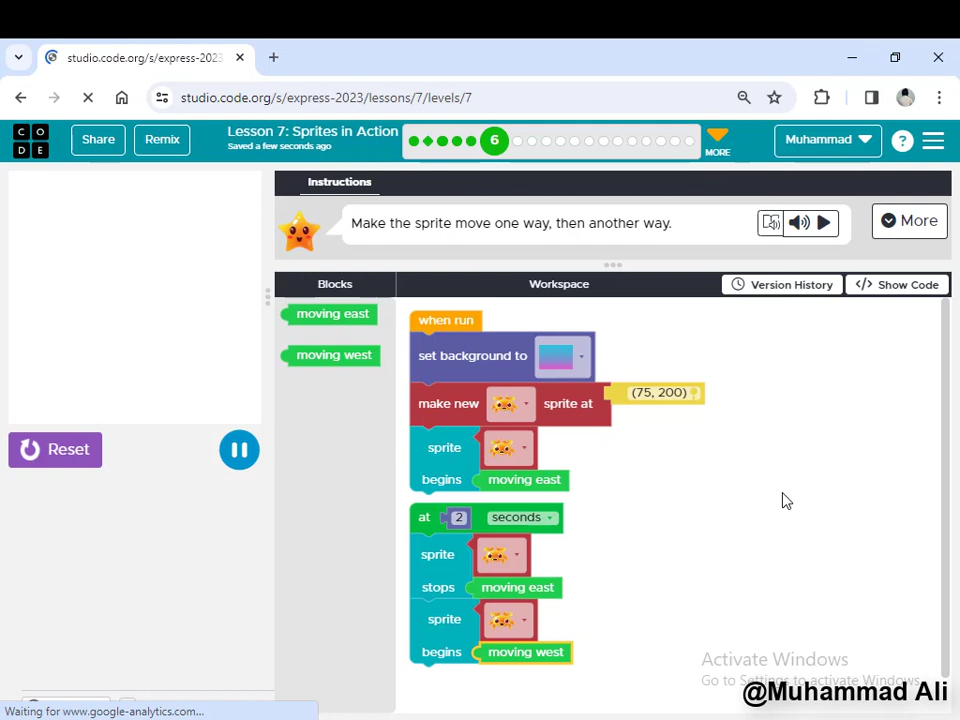 studio.code.org/s/express-2023
studio.code.org/s/express-2023/lessons/7/levels/7
C O
D E
Share
Remix
Lesson 7: Sprites in Action
Saved a few seconds ago
6
MORE
Muhammad
?
Instructions
Make the sprite move one way, then another way.
More
Blocks
Workspace
Version History
</> Show Code
moving east
moving west
when run
set background to
make new
sprite at
(75, 200)
sprite
begins
moving east
at
2
seconds
sprite
stops
moving east
sprite
begins
moving west
Reset
Activate Windows
Go to Settings to activate Windows.
@Muhammad Ali
Waiting for www.google-analytics.com...